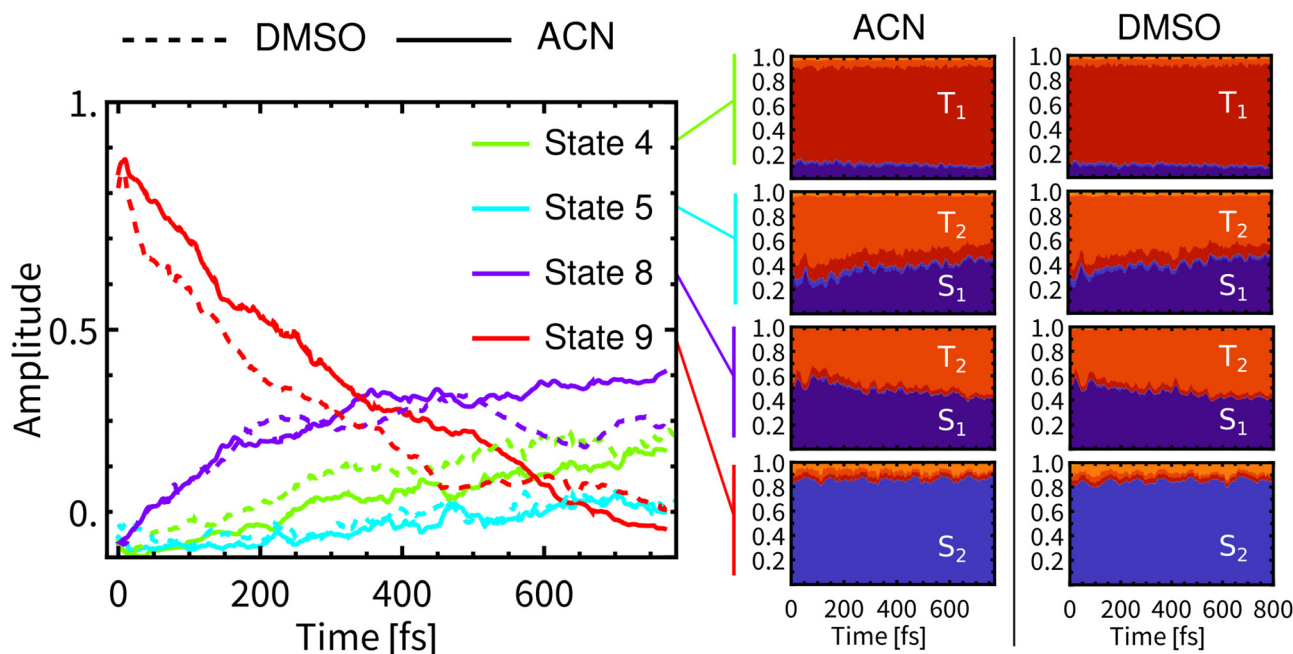 DMSO ACN
Amplitude
1.
0.5
0.
State 4
State 5
State 8
State 9
0 200 400 600
Time [fs]
ACN DMSO
1.0
0.8
0.6
0.4
0.2
T1
1.0
0.8
0.6
0.4
0.2
T1
1.0
0.8
0.6
0.4
0.2
T2
S1
1.0
0.8
0.6
0.4
0.2
T2
S1
1.0
0.8
0.6
0.4
0.2
T2
S1
1.0
0.8
0.6
0.4
0.2
T2
S1
1.0
0.8
0.6
0.4
0.2
S2
1.0
0.8
0.6
0.4
0.2
S2
0 200 400 600
Time [fs]
0 200 400 600 800
Time [fs]